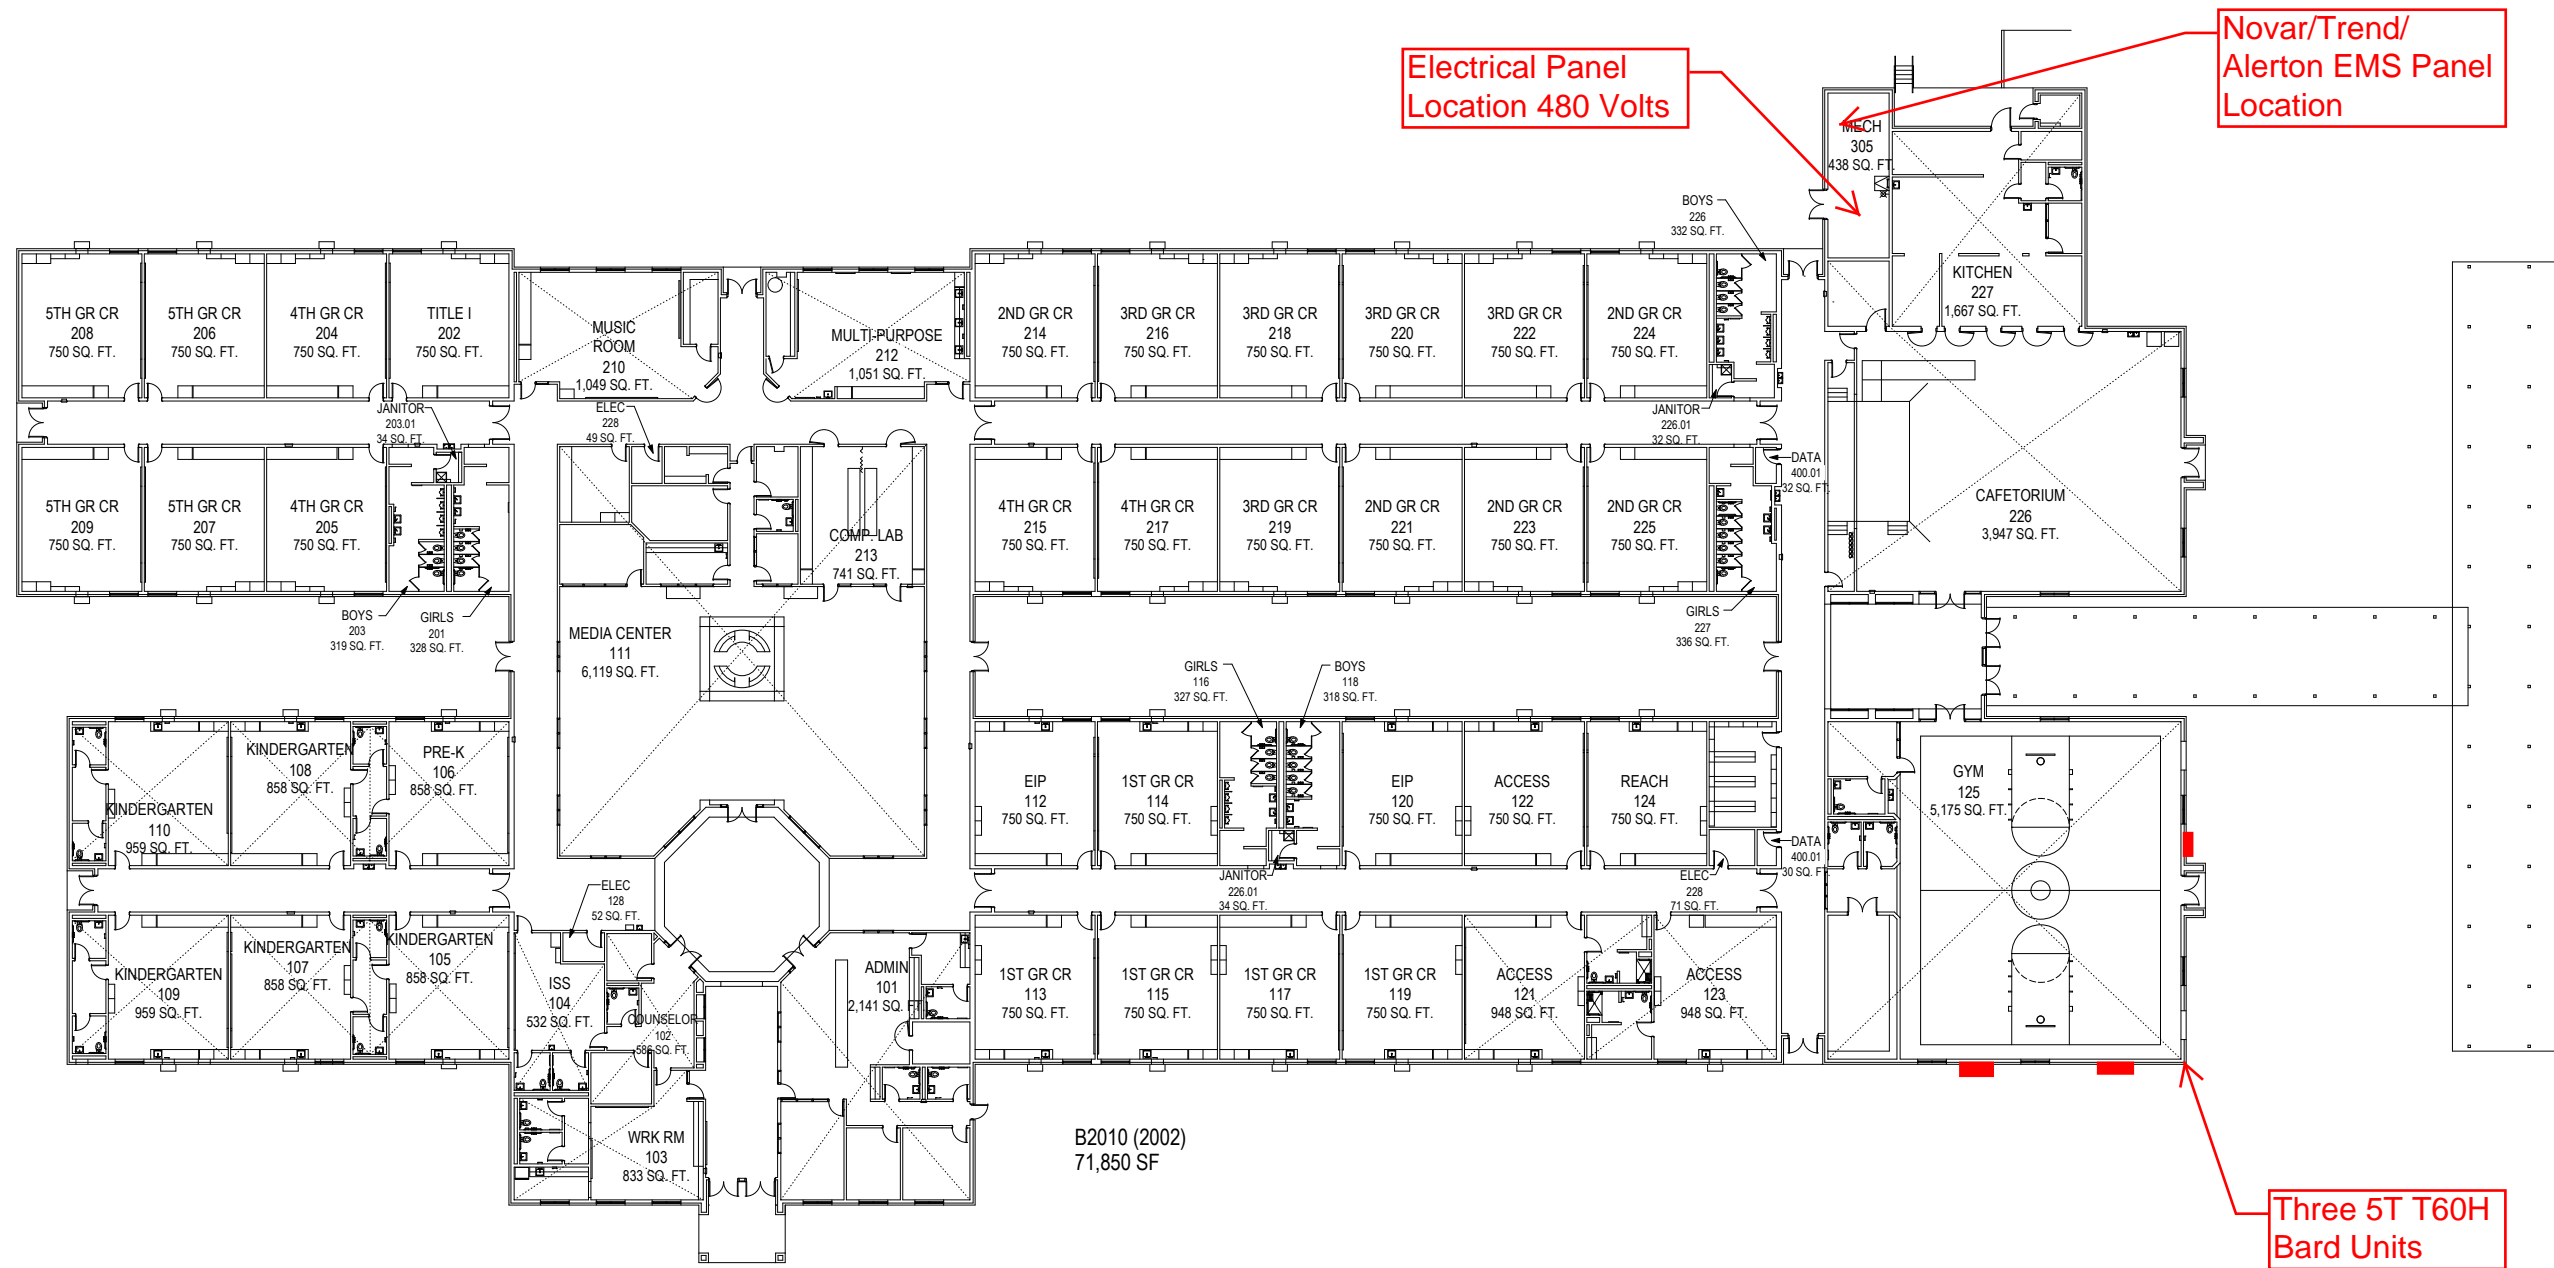 Novar/Trend/
Alerton EMS Panel
Location
Electrical Panel
Location 480 Volts
MECH
305
438 SQ. FT.
BOYS
226
332 SQ. FT.
KITCHEN
227
1,667 SQ. FT.
5TH GR CR
208
750 SQ. FT.
5TH GR CR
206
750 SQ. FT.
4TH GR CR
204
750 SQ. FT.
TITLE I
202
750 SQ. FT.
MUSIC
ROOM
210
1,049 SQ. FT.
MULTI-PURPOSE
212
1,051 SQ. FT.
2ND GR CR
214
750 SQ. FT.
3RD GR CR
216
750 SQ. FT.
3RD GR CR
218
750 SQ. FT.
3RD GR CR
220
750 SQ. FT.
3RD GR CR
222
750 SQ. FT.
2ND GR CR
224
750 SQ. FT.
JANITOR
203.01
34 SQ. FT.
ELEC
228
49 SQ. FT.
JANITOR
226.01
32 SQ. FT.
DATA
400.01
32 SQ. FT.
5TH GR CR
209
750 SQ. FT.
5TH GR CR
207
750 SQ. FT.
4TH GR CR
205
750 SQ. FT.
COMP. LAB
213
741 SQ. FT.
4TH GR CR
215
750 SQ. FT.
4TH GR CR
217
750 SQ. FT.
3RD GR CR
219
750 SQ. FT.
2ND GR CR
221
750 SQ. FT.
2ND GR CR
223
750 SQ. FT.
2ND GR CR
225
750 SQ. FT.
CAFETORIUM
226
3,947 SQ. FT.
BOYS
203
319 SQ. FT.
GIRLS
201
328 SQ. FT.
MEDIA CENTER
111
6,119 SQ. FT.
GIRLS
227
336 SQ. FT.
GIRLS
116
327 SQ. FT.
BOYS
118
318 SQ. FT.
KINDERGARTEN
110
959 SQ. FT.
KINDERGARTEN
108
858 SQ. FT.
PRE-K
106
858 SQ. FT.
EIP
112
750 SQ. FT.
1ST GR CR
114
750 SQ. FT.
EIP
120
750 SQ. FT.
ACCESS
122
750 SQ. FT.
REACH
124
750 SQ. FT.
GYM
125
5,175 SQ. FT.
DATA
400.01
30 SQ. FT.
ELEC
128
52 SQ. FT.
JANITOR
226.01
34 SQ. FT.
ELEC
228
71 SQ. FT.
KINDERGARTEN
109
959 SQ. FT.
KINDERGARTEN
107
858 SQ. FT.
KINDERGARTEN
105
858 SQ. FT.
ISS
104
532 SQ. FT.
COUNSELOR
102
586 SQ. FT.
ADMIN
101
2,141 SQ. FT.
1ST GR CR
113
750 SQ. FT.
1ST GR CR
115
750 SQ. FT.
1ST GR CR
117
750 SQ. FT.
1ST GR CR
119
750 SQ. FT.
ACCESS
121
948 SQ. FT.
ACCESS
123
948 SQ. FT.
WRK RM
103
833 SQ. FT.
B2010 (2002)
71,850 SF
Three 5T T60H
Bard Units